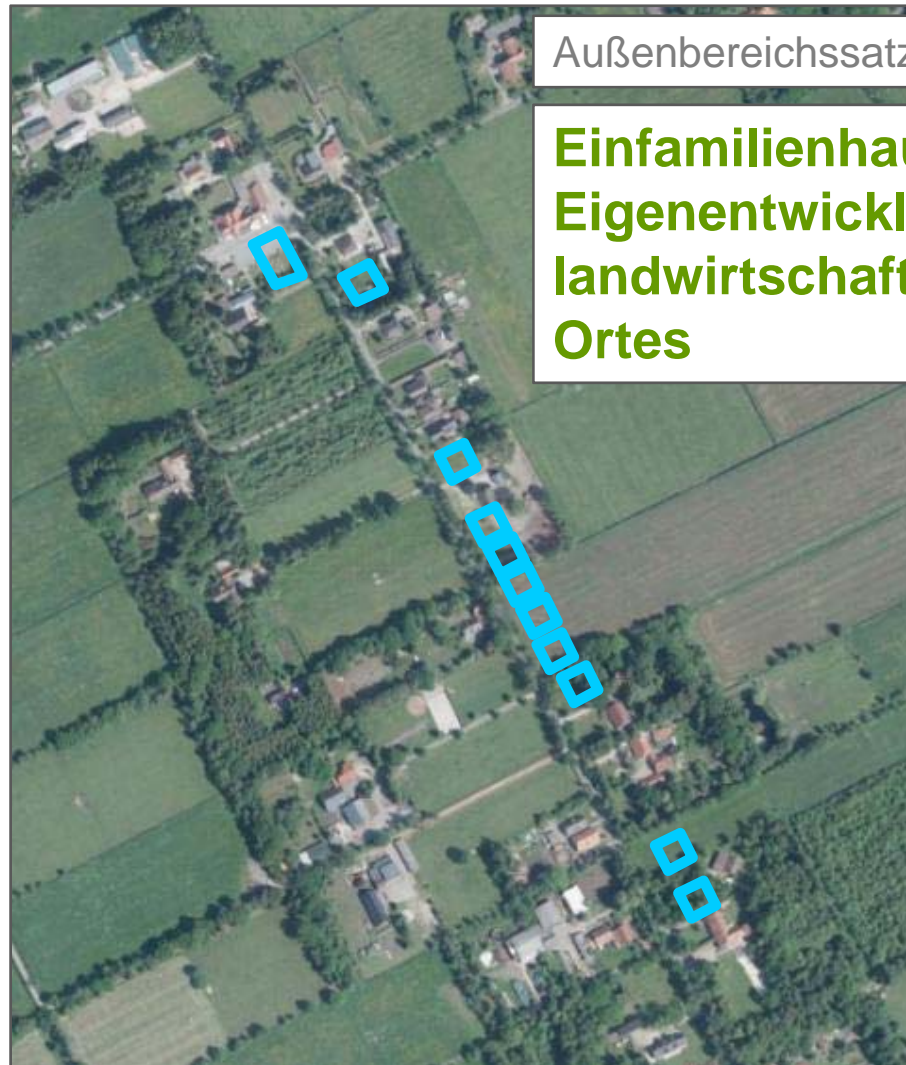 Außenbereichssatz
Einfamilienhau
Eigenentwickl
landwirtschaft
Ortes